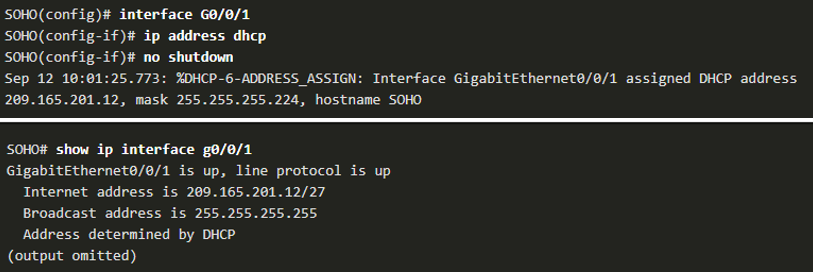 SOHO(config)# interface G0/0/1
SOHO(config-if)# ip address dhcp
SOHO(config-if)# no shutdown
Sep 12 10:01:25.773: %DHCP-6-ADDRESS_ASSIGN: Interface GigabitEthernet0/0/1 assigned DHCP address
209.165.201.12, mask 255.255.255.224, hostname SOHO
SOHO# show ip interface g0/0/1
GigabitEthernet0/0/1 is up, line protocol is up
  Internet address is 209.165.201.12/27
  Broadcast address is 255.255.255.255
  Address determined by DHCP
(output omitted)